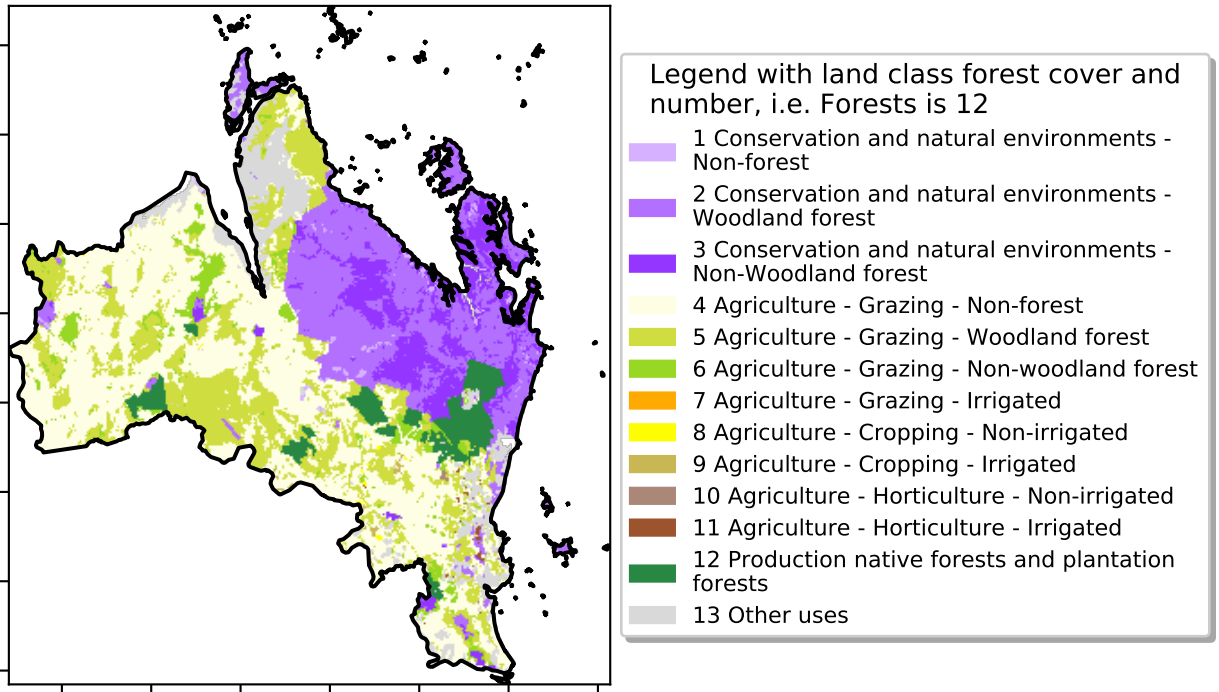 Legend with land class forest cover and
number, i.e. Forests is 12
1 Conservation and natural environments -
Non-forest
2 Conservation and natural environments -
Woodland forest
3 Conservation and natural environments -
Non-Woodland forest
4 Agriculture - Grazing - Non-forest
5 Agriculture - Grazing - Woodland forest
6 Agriculture - Grazing - Non-woodland forest
7 Agriculture - Grazing - Irrigated
8 Agriculture - Cropping - Non-irrigated
9 Agriculture - Cropping - Irrigated
10 Agriculture - Horticulture - Non-irrigated
11 Agriculture - Horticulture - Irrigated
12 Production native forests and plantation
forests
13 Other uses